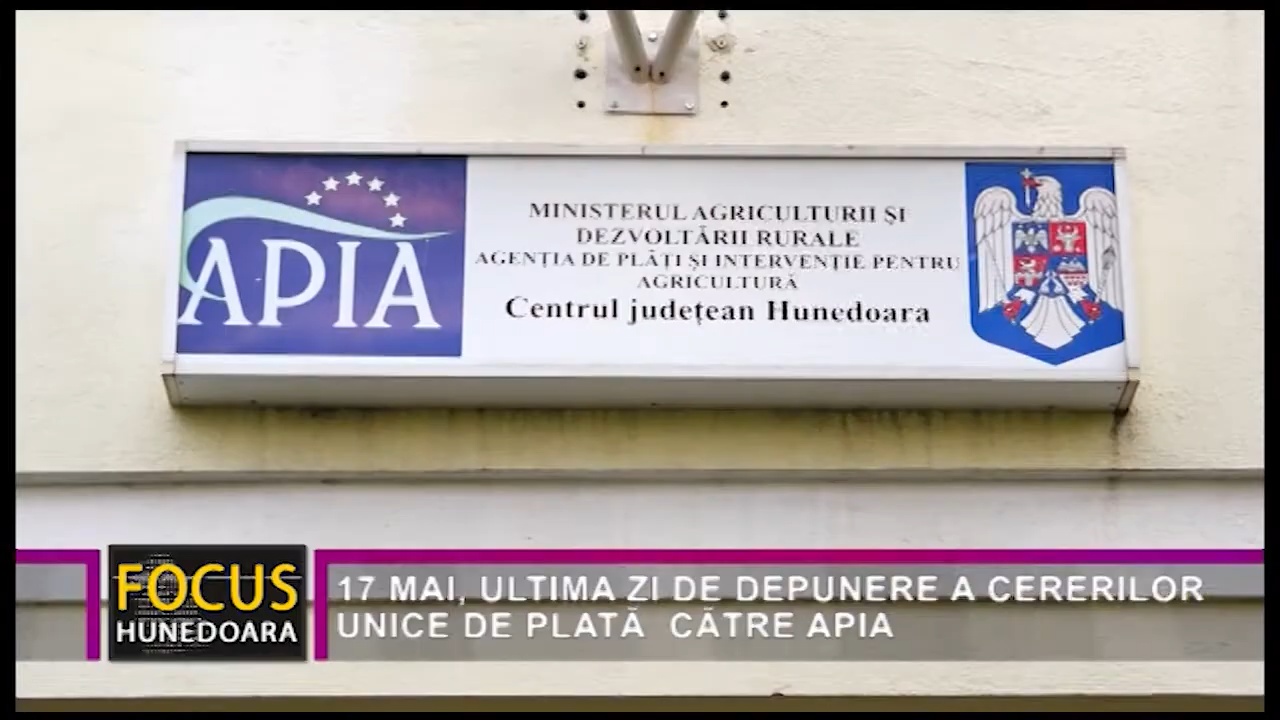 APIA
MINISTERUL AGRICULTURII ȘI
DEZVOLTĂRII RURALE
AGENȚIA DE PLĂȚI ȘI INTERVENȚIE PENTRU
AGRICULTURĂ
Centrul județean Hunedoara
FOCUS
HUNEDOARA
17 MAI, ULTIMA ZI DE DEPUNERE A CERERILOR
UNICE DE PLATĂ CĂTRE APIA